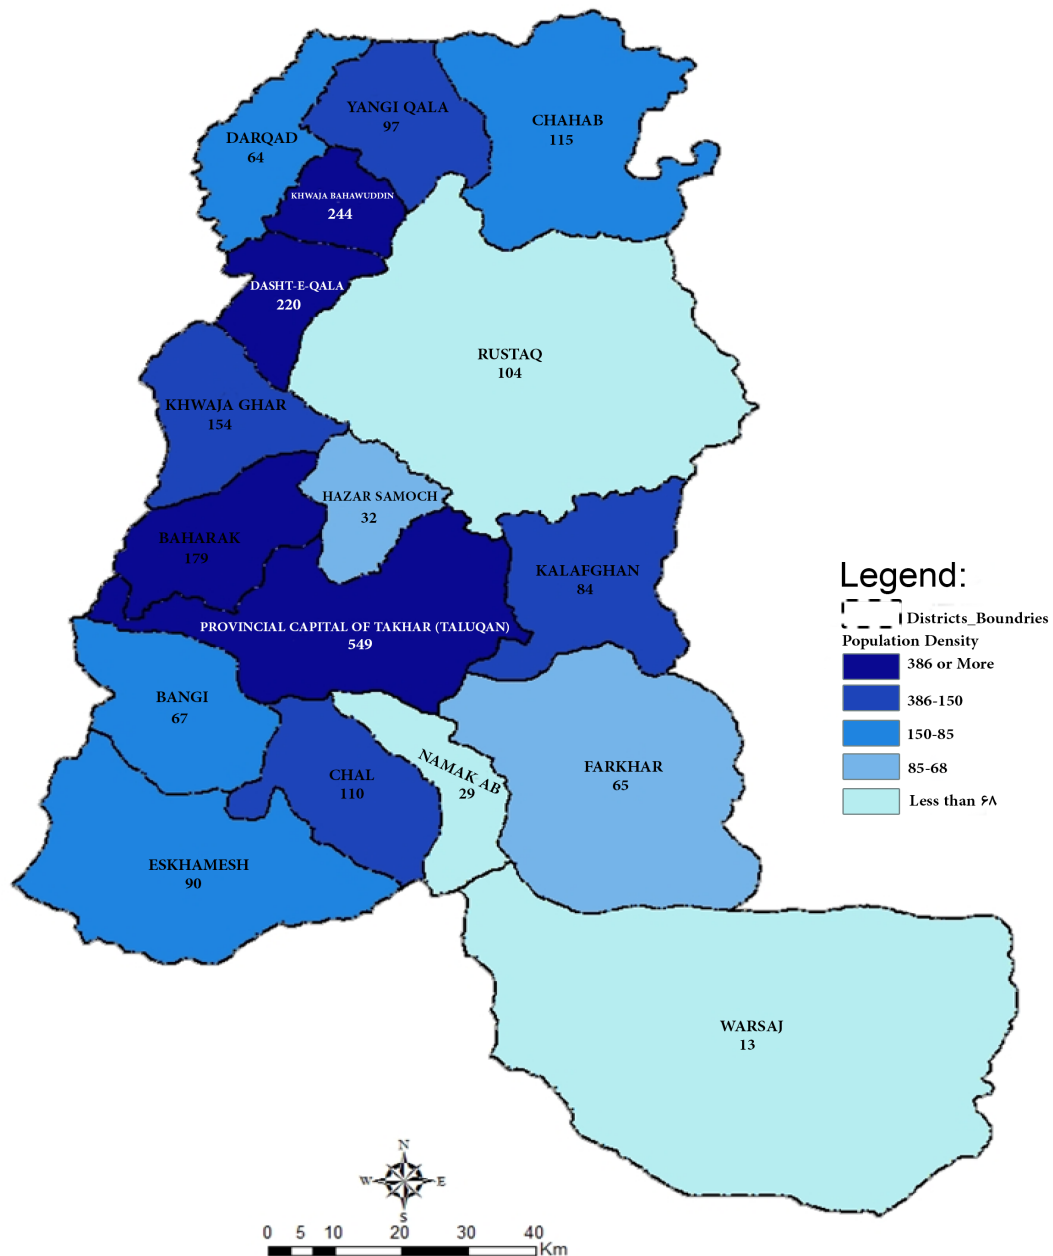 CHAHAB
115
YANGI QALA
97
DARQAD
64
KHWAJA BAHAWUDDIN
244
DASHT-E-QALA
220
RUSTAQ
104
KHWAJA GHAR
154
HAZAR SAMOCH
32
BAHARAK
179
KALAFGHAN
84
PROVINCIAL CAPITAL OF TAKHAR (TALUQAN)
549
BANGI
67
CHAL
110
NAMAK AB
29
FARKHAR
65
ESKHAMESH
90
WARSAJ
13
Legend:
Districts_Boundries
Population Density
386 or More
386-150
150-85
85-68
Less than ۶۸
N
W E
S
0 5 10 20 30 40
Km